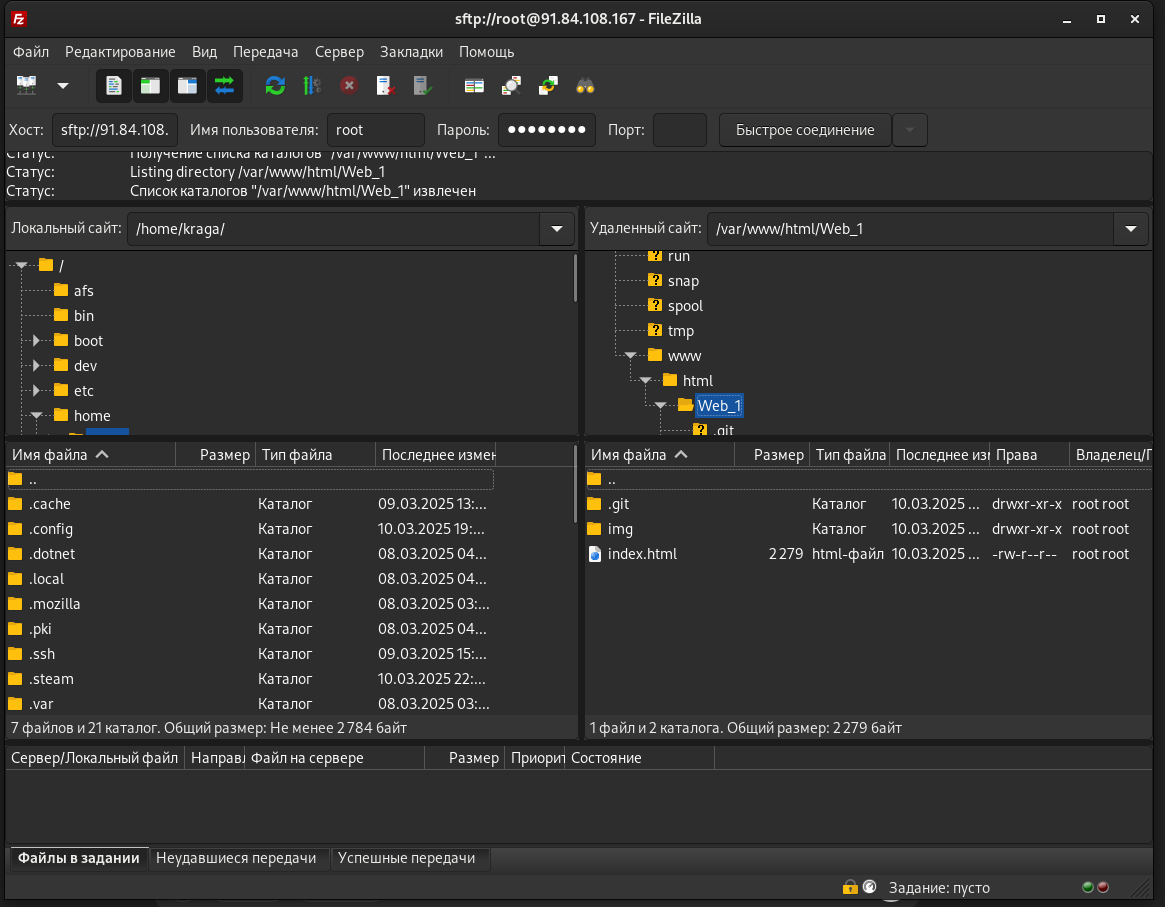 sftp://root@91.84.108.167 - FileZilla
Файл Редактирование Вид Передача Сервер Закладки Помощь
Хост: sftp://91.84.108. Имя пользователя: root Пароль: ●●●●●●●● Порт: Быстрое соединение
Статус: Получение списка каталогов "/var/www/html/Web_1"...
Статус: Listing directory /var/www/html/Web_1
Статус: Список каталогов "/var/www/html/Web_1" извлечен
Локальный сайт: /home/kraga/
/
afs
bin
boot
dev
etc
home
Имя файла Размер Тип файла Последнее измен
..
.cache Каталог 09.03.2025 13:...
.config Каталог 10.03.2025 19:...
.dotnet Каталог 08.03.2025 04...
.local Каталог 08.03.2025 04...
.mozilla Каталог 08.03.2025 03:...
.pki Каталог 08.03.2025 04...
.ssh Каталог 09.03.2025 15:...
.steam Каталог 10.03.2025 22:...
.var Каталог 08.03.2025 03:...
7 файлов и 21 каталог. Общий размер: Не менее 2 784 байт
Удаленный сайт: /var/www/html/Web_1
run
snap
spool
tmp
www
html
Web_1
.git
Имя файла Размер Тип файла Последнее из Права Владелец/Г
..
.git Каталог 10.03.2025 ... drwxr-xr-x root root
img Каталог 10.03.2025 ... drwxr-xr-x root root
index.html 2 279 html-файл 10.03.2025 ... -rw-r--r-- root root
1 файл и 2 каталога. Общий размер: 2 279 байт
Сервер/Локальный файл Направл Файл на сервере Размер Приорит Состояние
Файлы в задании Неудавшиеся передачи Успешные передачи
Задание: пусто